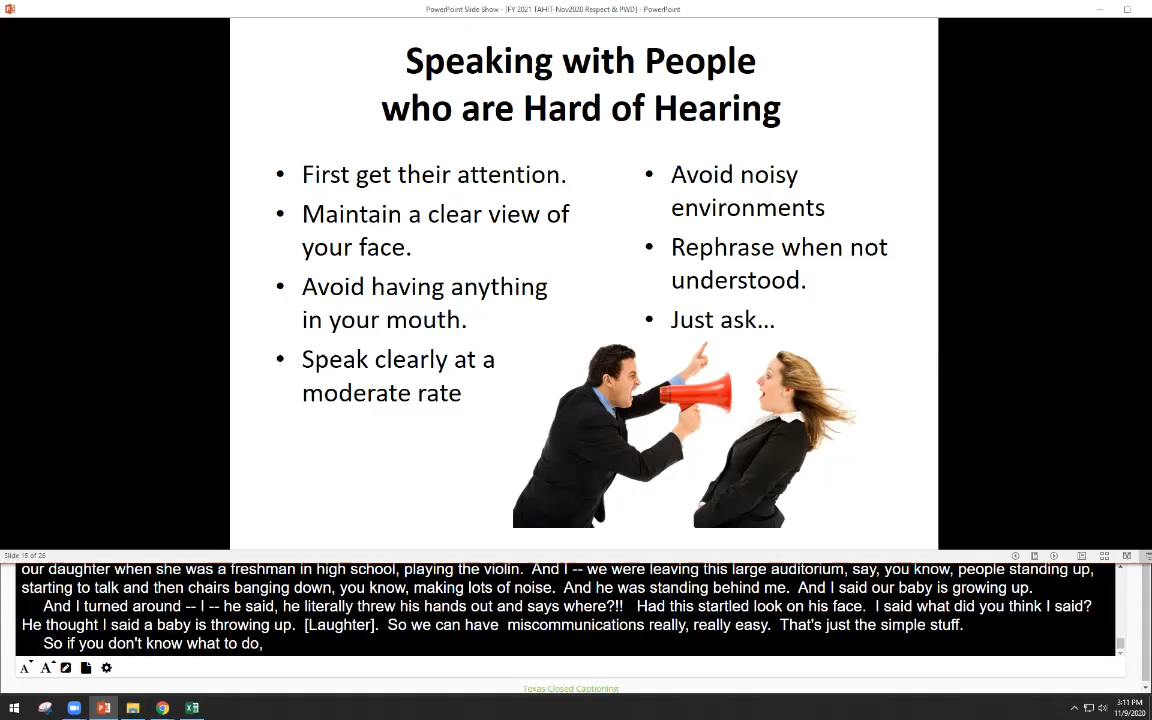 PowerPoint Slide Show - [FY 2021 TAHIT-Nov2020 Respect & PWD] - PowerPoint
Speaking with People
who are Hard of Hearing
• First get their attention.
• Maintain a clear view of
your face.
• Avoid having anything
in your mouth.
• Speak clearly at a
moderate rate
• Avoid noisy
environments
• Rephrase when not
understood.
• Just ask...
Slide 15 of 26
our daughter when she was a freshman in high school, playing the violin. And I -- we were leaving this large auditorium, say, you know, people standing up,
starting to talk and then chairs banging down, you know, making lots of noise. And he was standing behind me. And I said our baby is growing up.
And I turned around -- I -- he said, he literally threw his hands out and says where?!! Had this startled look on his face. I said what did you think I said?
He thought I said a baby is throwing up. [Laughter]. So we can have miscommunications really, really easy. That's just the simple stuff.
So if you don't know what to do,
A A
Texas Closed Captioning
3:11 PM
11/9/2020